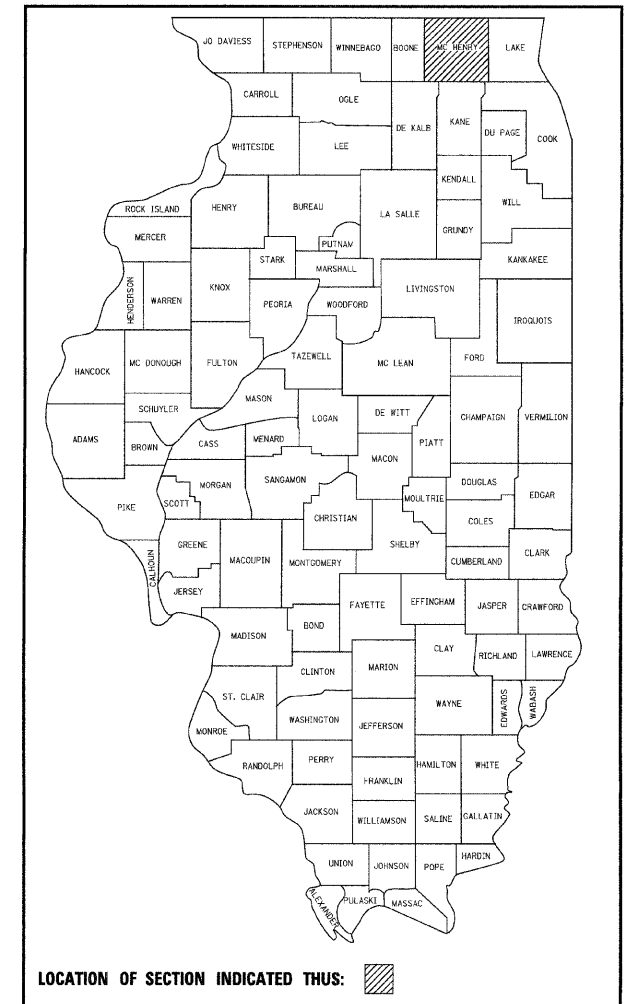 JO DAVIESS
STEPHENSON
WINNEBAGO
BOONE
MC HENRY
LAKE
CARROLL
OGLE
DE KALB
KANE
DU PAGE
COOK
WHITESIDE
LEE
KENDALL
WILL
ROCK ISLAND
HENRY
BUREAU
LA SALLE
GRUNDY
MERCER
PUTNAM
STARK
MARSHALL
KANKAKEE
HENDERSON
WARREN
KNOX
PEORIA
WOODFORD
LIVINGSTON
IROQUOIS
HANCOCK
MC DONOUGH
FULTON
TAZEWELL
MC LEAN
FORD
SCHUYLER
MASON
LOGAN
DE WITT
CHAMPAIGN
VERMILION
ADAMS
BROWN
CASS
MENARD
MACON
PIATT
PIKE
SCOTT
MORGAN
SANGAMON
CHRISTIAN
MOULTRIE
DOUGLAS
EDGAR
COLES
CALHOUN
GREENE
MACOUPIN
MONTGOMERY
SHELBY
CUMBERLAND
CLARK
JERSEY
FAYETTE
EFFINGHAM
JASPER
CRAWFORD
MADISON
BOND
CLAY
RICHLAND
LAWRENCE
CLINTON
MARION
ST. CLAIR
WAYNE
EDWARDS
WABASH
MONROE
WASHINGTON
JEFFERSON
RANDOLPH
PERRY
HAMILTON
WHITE
FRANKLIN
JACKSON
WILLIAMSON
SALINE
GALLATIN
UNION
JOHNSON
POPE
HARDIN
ALEXANDER
PULASKI
MASSAC
LOCATION OF SECTION INDICATED THUS: